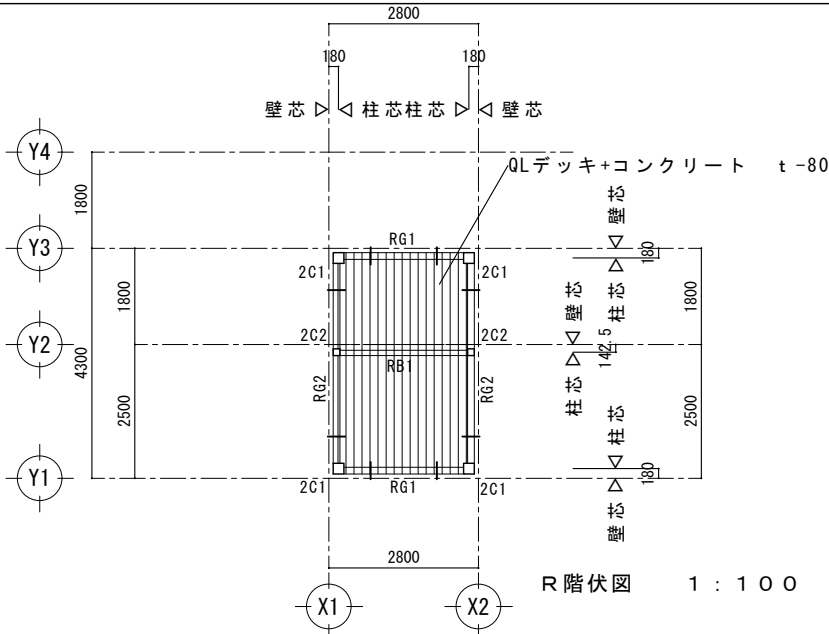 2800
180
180
壁芯
柱芯
柱芯
壁芯
Y4
QLデッキ+コンクリート t-80
1800
壁芯
Y3
RG1
180
2C1
2C1
柱芯
1800
壁芯
1800
Y2
2C2
2C2
142.5
4300
RB1
柱芯
RG2
RG2
2500
柱芯
2500
Y1
180
2C1
RG1
2C1
壁芯
2800
R階伏図 1:100
X1
X2